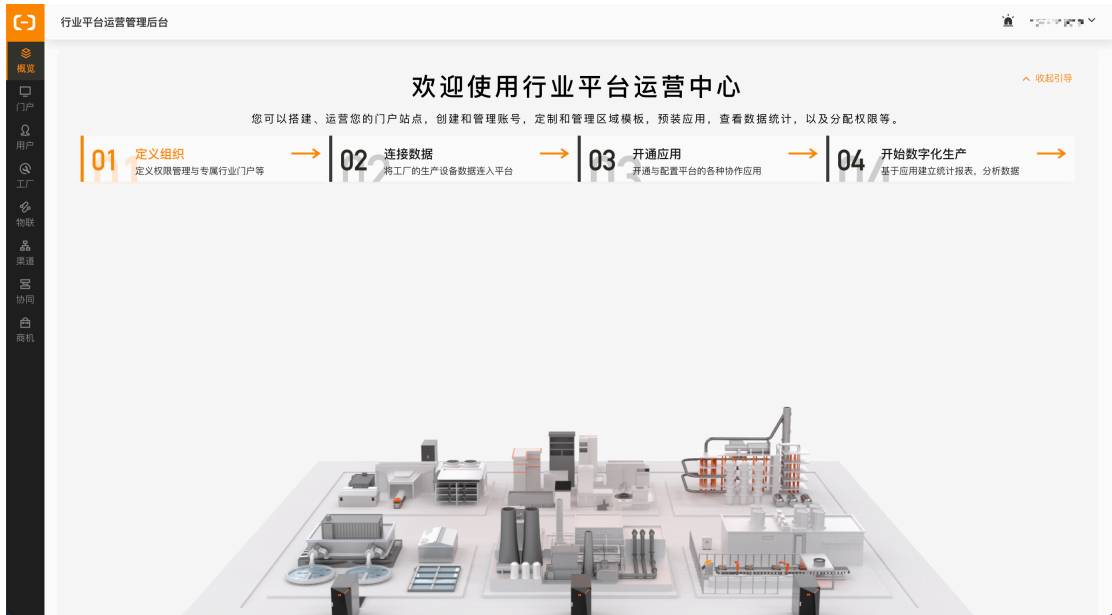 行业平台运营管理后台
概览
门户
用户
工厂
物联
渠道
协同
商机
欢迎使用行业平台运营中心
收起引导
您可以搭建、运营您的门户站点，创建和管理账号，定制和管理区域模板，预装应用，查看数据统计，以及分配权限等。
01 定义组织
定义权限管理与专属行业门户等
02 连接数据
将工厂的生产设备数据连入平台
03 开通应用
开通与配置平台的各种协作应用
04 开始数字化生产
基于应用建立统计报表，分析数据